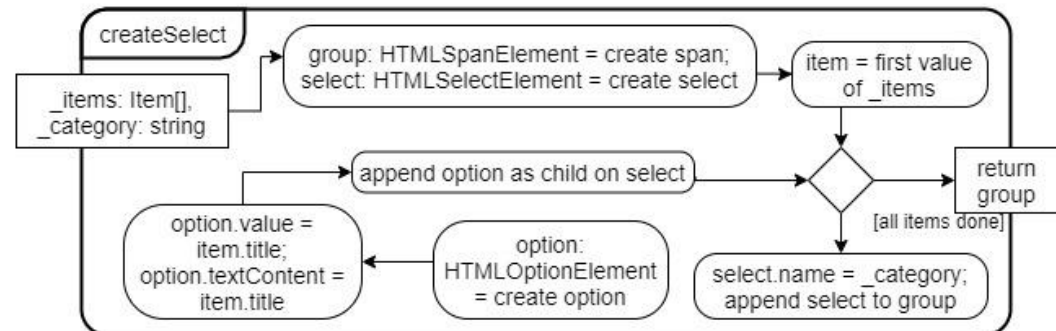 createSelect
_items: Item[],
_category: string
group: HTMLSpanElement = create span;
select: HTMLSelectElement = create select
item = first value
of _items
append option as child on select
return
group
[all items done]
option.value =
item.title;
option.textContent =
item.title
option:
HTMLOptionElement
= create option
select.name = _category;
append select to group